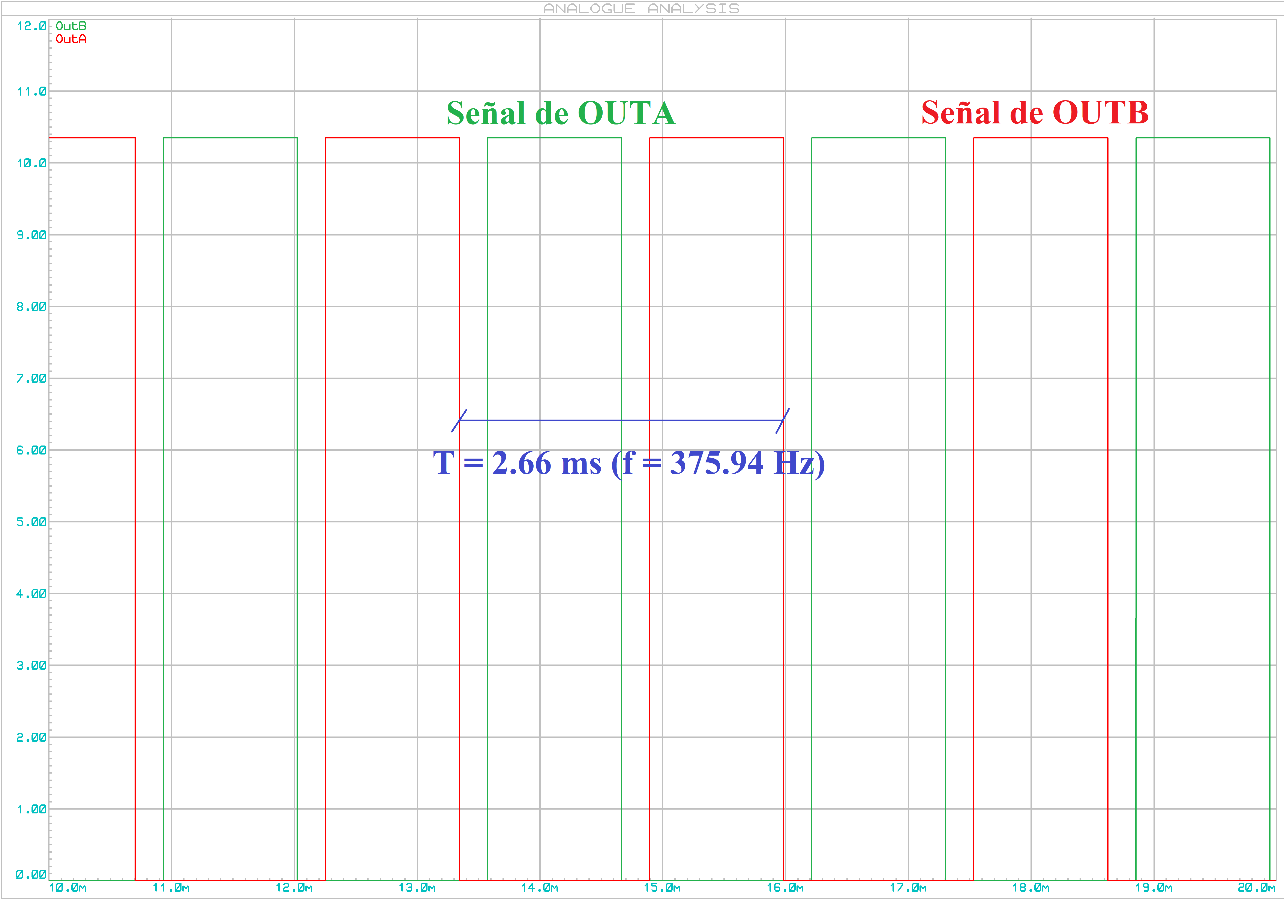 ANALOGUE ANALYSIS
12.0
OutB
OutA
11.0
Señal de OUTA
Señal de OUTB
10.0
9.00
8.00
7.00
6.00
T = 2.66 ms (f = 375.94 Hz)
5.00
4.00
3.00
2.00
1.00
0.00
10.0m 11.0m 12.0m 13.0m 14.0m 15.0m 16.0m 17.0m 18.0m 19.0m 20.0m